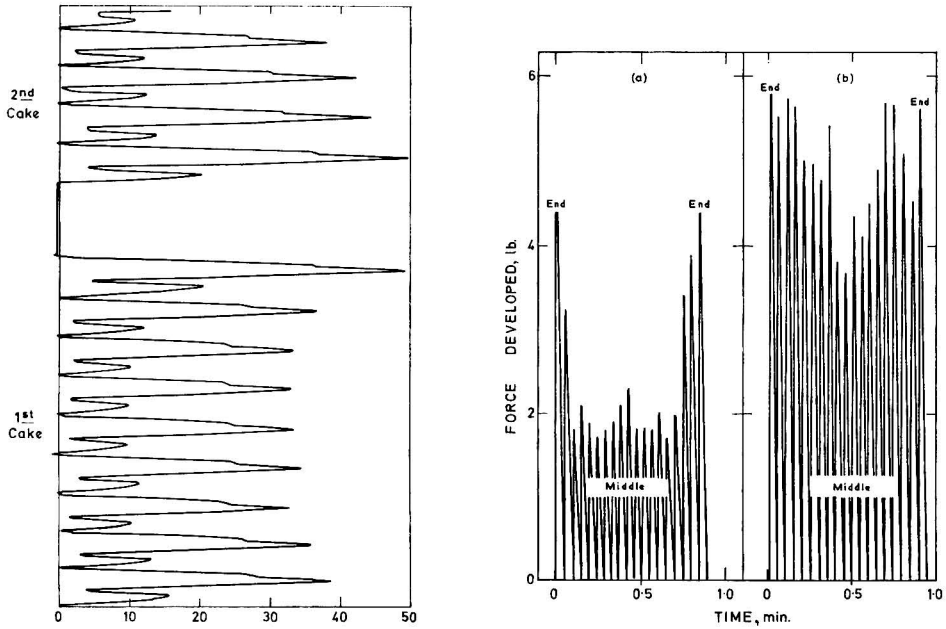 2nd
Cake
1st
Cake
0 10 20 30 40 50
FORCE DEVELOPED, lb.
6
4
2
0
(a)
End
End
Middle
(b)
End
End
Middle
0 0·5 1·0 0 0·5 1·0
TIME, min.